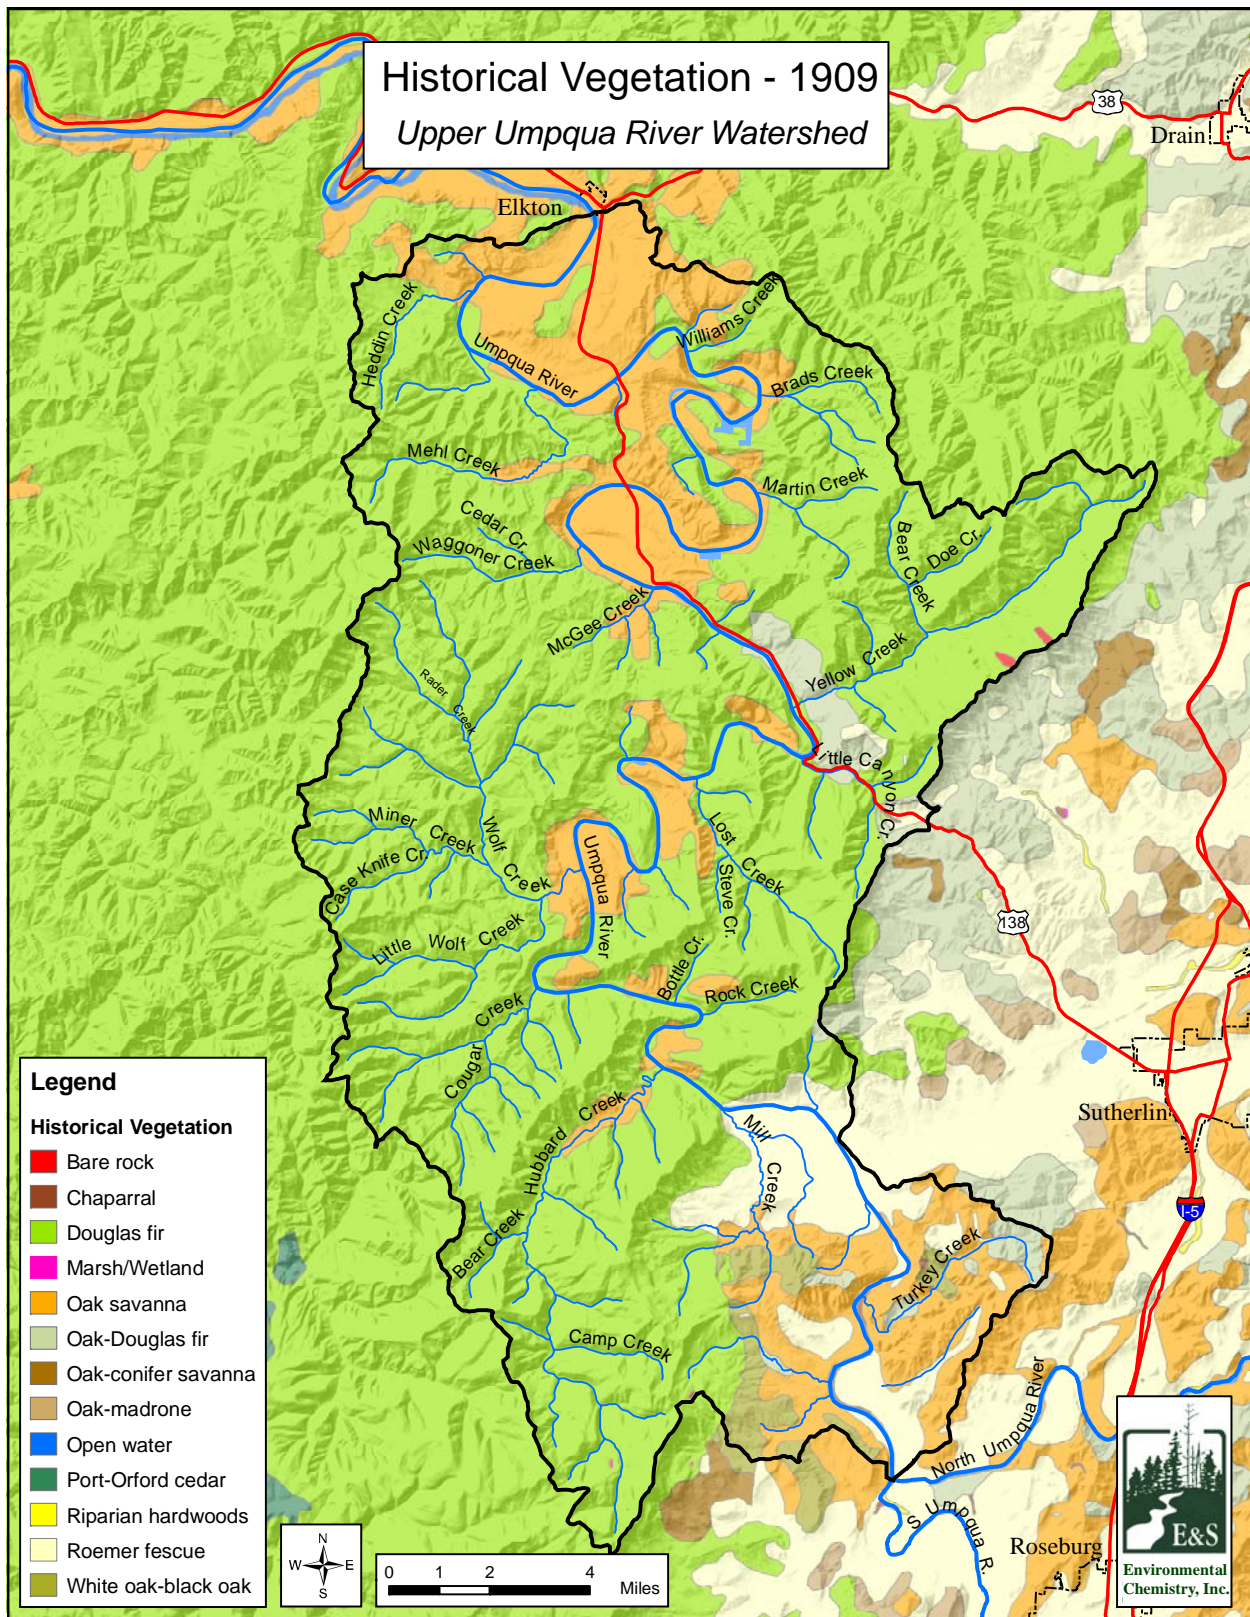 Historical Vegetation - 1909
Upper Umpqua River Watershed
38
Drain
Elkton
Heddin Creek
Umpqua River
Williams Creek
Brads Creek
Mehl Creek
Martin Creek
Cedar Cr.
Waggoner Creek
Bear Creek
Doe Cr.
McGee Creek
Yellow Creek
Rader Creek
Little Canyon Cr.
Miner Creek
Wolf Creek
Case Knife Cr.
Umpqua River
Lost Creek
Steve Cr.
138
Little Wolf Creek
Bottle Cr.
Rock Creek
Cougar Creek
Hubbard Creek
Mill Creek
Sutherlin
I-5
Bear Creek
Turkey Creek
Camp Creek
North Umpqua River
S Umpqua R.
Roseburg
Legend
Historical Vegetation
Bare rock
Chaparral
Douglas fir
Marsh/Wetland
Oak savanna
Oak-Douglas fir
Oak-conifer savanna
Oak-madrone
Open water
Port-Orford cedar
Riparian hardwoods
Roemer fescue
White oak-black oak
N
W E
S
0 1 2 4
Miles
E&S
Environmental
Chemistry, Inc.